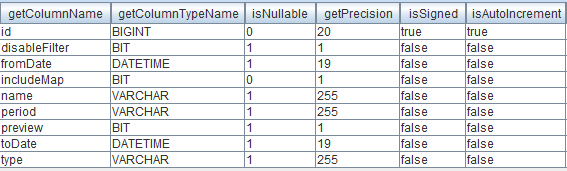 getColumnName getColumnTypeName isNullable getPrecision isSigned isAutoIncrement
id BIGINT 0 20 true true
disableFilter BIT 1 1 false false
fromDate DATETIME 1 19 false false
includeMap BIT 0 1 false false
name VARCHAR 1 255 false false
period VARCHAR 1 255 false false
preview BIT 1 1 false false
toDate DATETIME 1 19 false false
type VARCHAR 1 255 false false